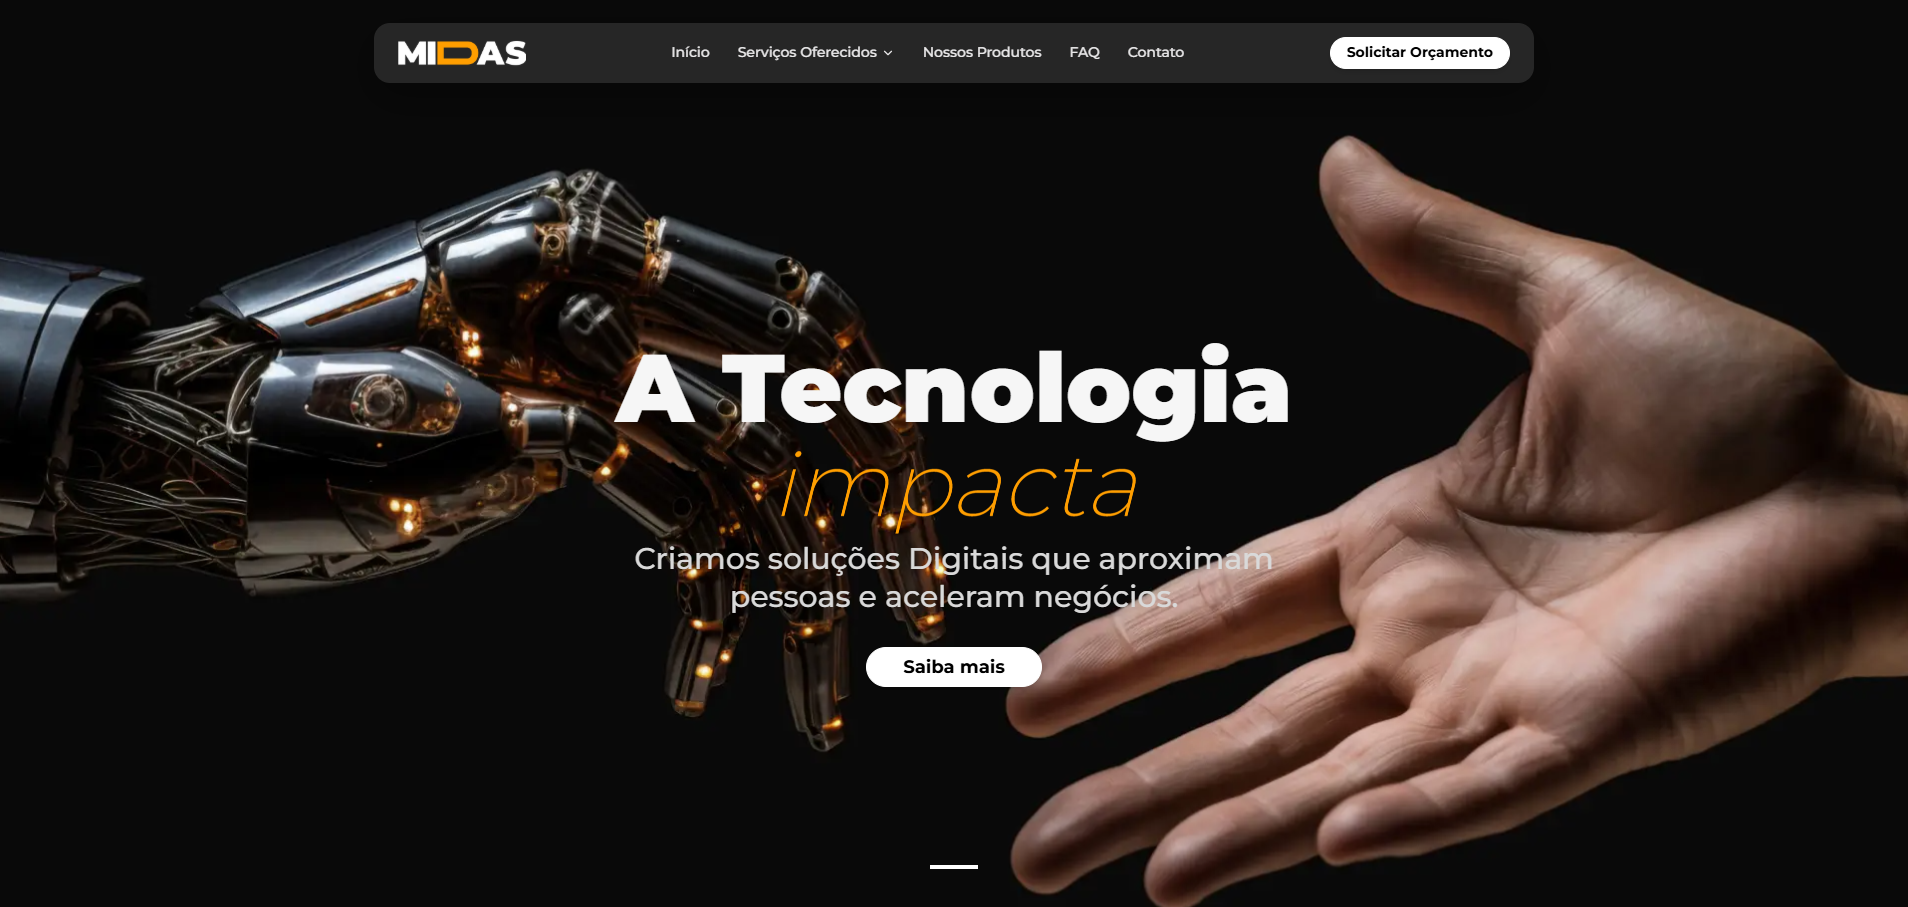 MIDAS
Início
Serviços Oferecidos
Nossos Produtos
FAQ
Contato
Solicitar Orçamento
A Tecnologia
impacta
Criamos soluções Digitais que aproximam
pessoas e aceleram negócios.
Saiba mais